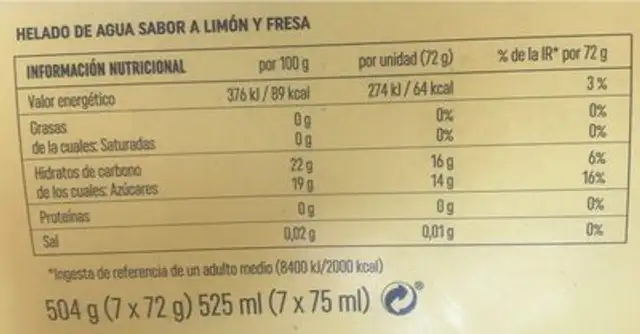 HELADO DE AGUA SABOR A LIMÓN Y FRESA
INFORMACIÓN NUTRICIONAL por 100 g por unidad (72 g) % de la IR* por 72 g
Valor energético 376 kJ / 89 kcal 274 kJ / 64 kcal 3 %
Grasas 0 g 0% 0%
de la cuales: Saturadas 0 g 0% 0%
Hidratos de carbono 22 g 16 g 6%
de los cuales: Azúcares 19 g 14 g 16%
Proteínas 0 g 0 g 0%
Sal 0,02 g 0,01 g 0%
*Ingesta de referencia de un adulto medio (8400 kJ/2000 kcal)
504 g (7 x 72 g) 525 ml (7 x 75 ml) ®